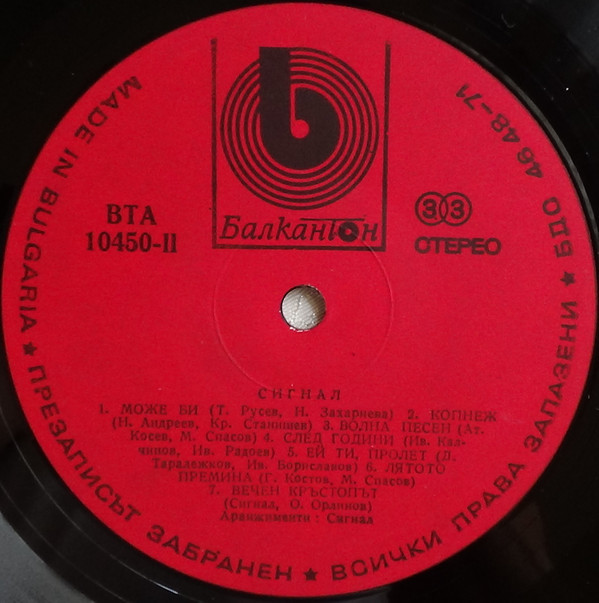 Балкантон
ВТА
10450-II
33
СТЕРЕО
СИГНАЛ
1. МОЖЕ БИ (Т. Русев, Н. Захариева) 2. КОПНЕЖ
(Н. Андреев, Кр. Станишев) 3. ВОЛНА ПЕСЕН (Ат.
Косев, М. Спасов) 4. СЛЕД ГОДИНИ (Ив. Кал-
чинов, Ив. Радоев) 5. ЕЙ ТИ, ПРОЛЕТ (Д.
Таралежков, Ив. Бориславов) 6. ЛЯТОТО
ПРЕМИНА (Г. Костов, М. Спасов)
7. ВЕЧЕН КРЪСТОПЪТ
(Сигнал, О. Орлинов)
Аранжименти: Сигнал
MADE IN BULGARIA ★ ПРЕЗАПИСЪТ ЗАБРАНЕН ★ ВСИЧКИ ПРАВА ЗАПАЗЕНИ ★ БДС 4648-71